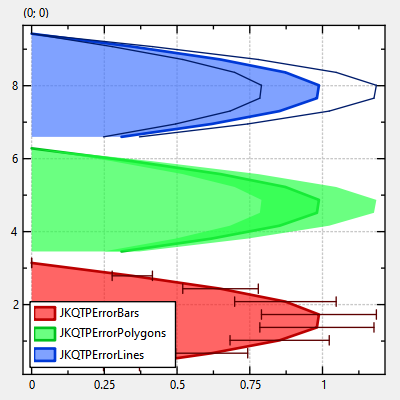 (0; 0)
8
6
4
2
JKQTPErrorBars
JKQTPErrorPolygons
JKQTPErrorLines
0 0.25 0.5 0.75 1